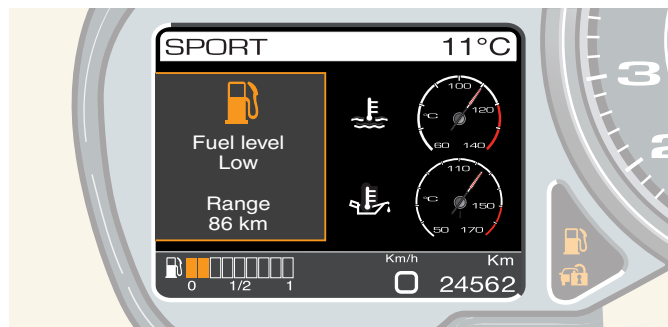 SPORT 11°C
Fuel level
Low
Range
86 km
100
°C 120
60 140
110
°C 150
50 170
0 1/2 1
Km/h Km
0 24562
3
2